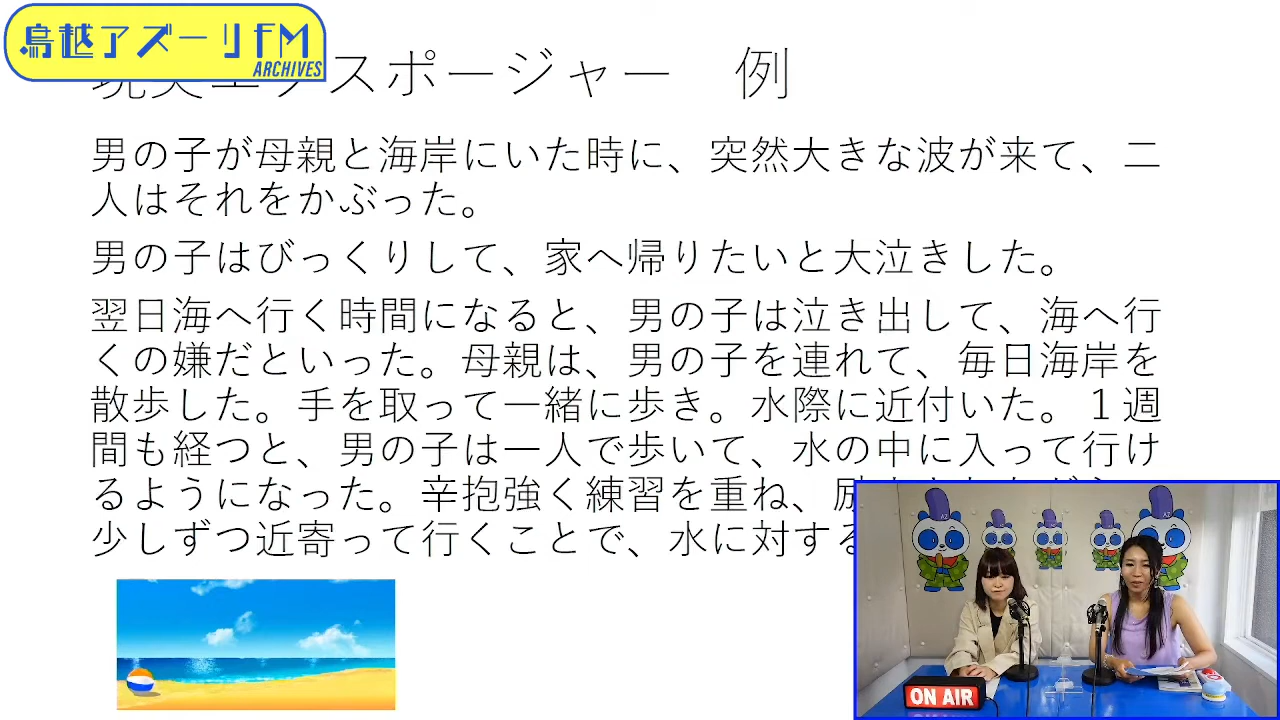 鳥越アズーリFM
ARCHIVES
スポージャー 例
男の子が母親と海岸にいた時に、突然大きな波が来て、二
人はそれをかぶった。
男の子はびっくりして、家へ帰りたいと大泣きした。
翌日海へ行く時間になると、男の子は泣き出して、海へ行
くの嫌だといった。母親は、男の子を連れて、毎日海岸を
散歩した。手を取って一緒に歩き。水際に近付いた。１週
間も経つと、男の子は一人で歩いて、水の中に入って行け
るようになった。辛抱強く練習を重ね、
少しずつ近寄って行くことで、水に対する
ON AIR